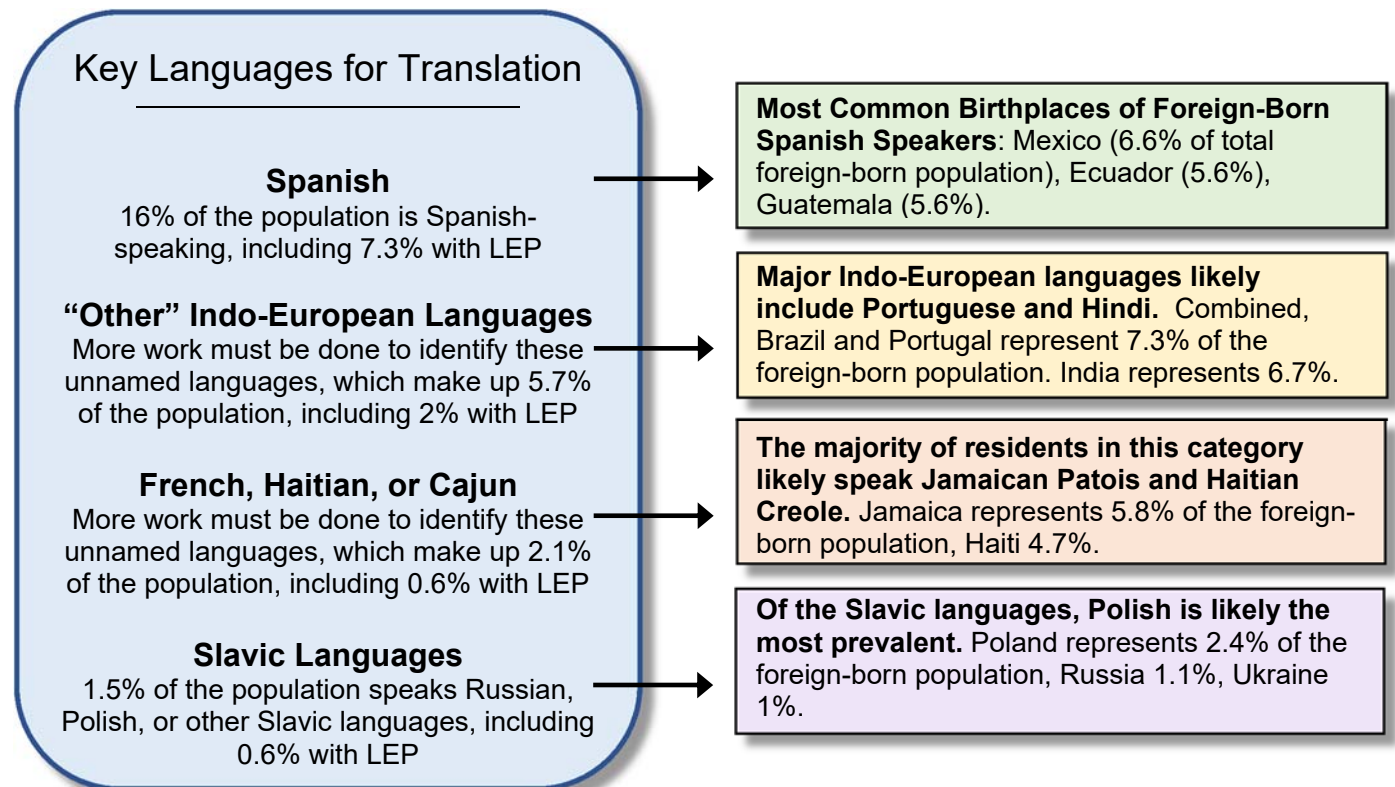 Key Languages for Translation
Spanish
16% of the population is Spanish-
speaking, including 7.3% with LEP
“Other” Indo-European Languages
More work must be done to identify these
unnamed languages, which make up 5.7%
of the population, including 2% with LEP
French, Haitian, or Cajun
More work must be done to identify these
unnamed languages, which make up 2.1%
of the population, including 0.6% with LEP
Slavic Languages
1.5% of the population speaks Russian,
Polish, or other Slavic languages, including
0.6% with LEP
Most Common Birthplaces of Foreign-Born
Spanish Speakers: Mexico (6.6% of total
foreign-born population), Ecuador (5.6%),
Guatemala (5.6%).
Major Indo-European languages likely
include Portuguese and Hindi. Combined,
Brazil and Portugal represent 7.3% of the
foreign-born population. India represents 6.7%.
The majority of residents in this category
likely speak Jamaican Patois and Haitian
Creole. Jamaica represents 5.8% of the foreign-
born population, Haiti 4.7%.
Of the Slavic languages, Polish is likely the
most prevalent. Poland represents 2.4% of the
foreign-born population, Russia 1.1%, Ukraine
1%.